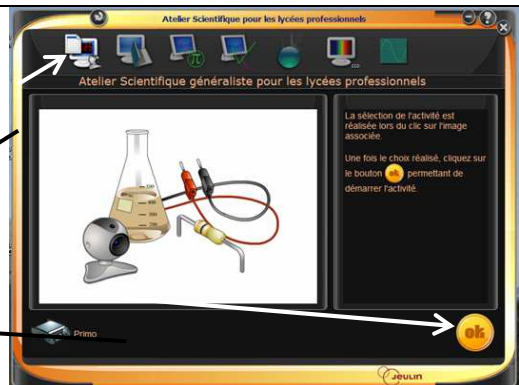 Atelier Scientifique pour les lycées professionnels
Atelier Scientifique généraliste pour les lycées professionnels
La sélection de l'activité est
réalisée lors du clic sur l'image
associée.
Une fois le choix réalisé, cliquez sur
le bouton ok permettant de
démarrer l'activité.
Primo
ok
Jeulin